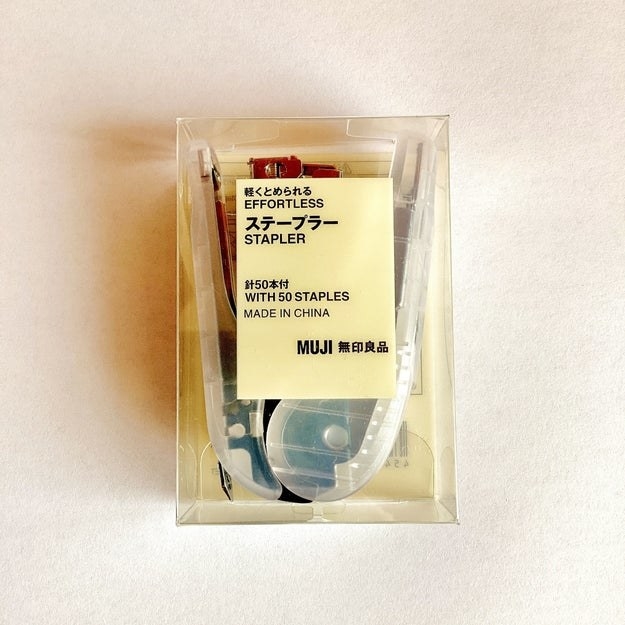 軽くとめられる
EFFORTLESS
ステープラー
STAPLER
針50本付
WITH 50 STAPLES
MADE IN CHINA
MUJI 無印良品